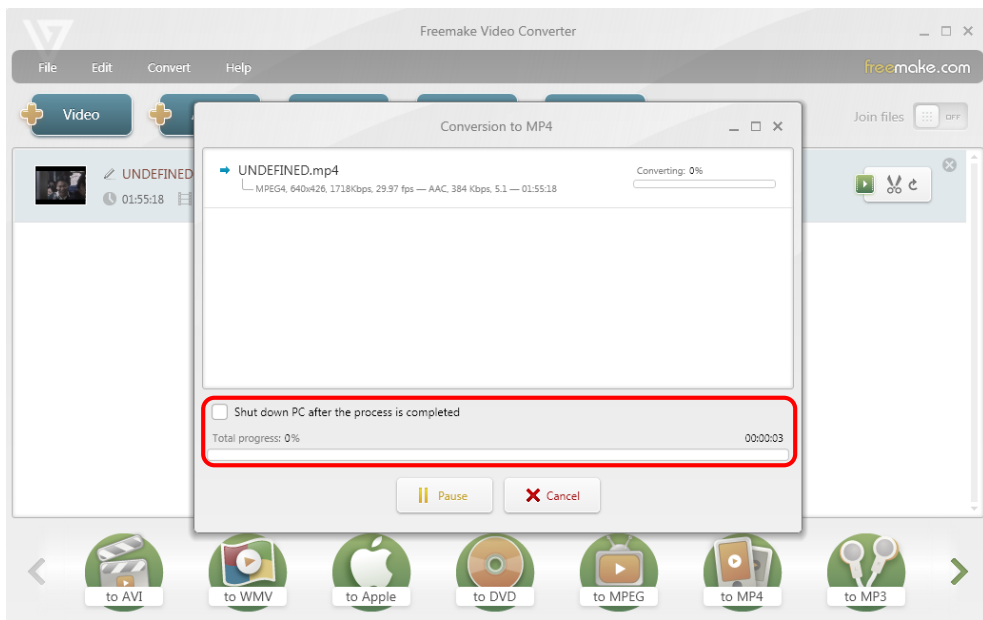 Freemake Video Converter
File Edit Convert Help freemake.com
Video Join files OFF
Conversion to MP4
UNDEFINED
01:55:18
UNDEFINED.mp4 Converting: 0%
MPEG4, 640x426, 1718Kbps, 29.97 fps — AAC, 384 Kbps, 5.1 — 01:55:18
Shut down PC after the process is completed
Total progress: 0% 00:00:03
Pause Cancel
to AVI to WMV to Apple to DVD to MPEG to MP4 to MP3